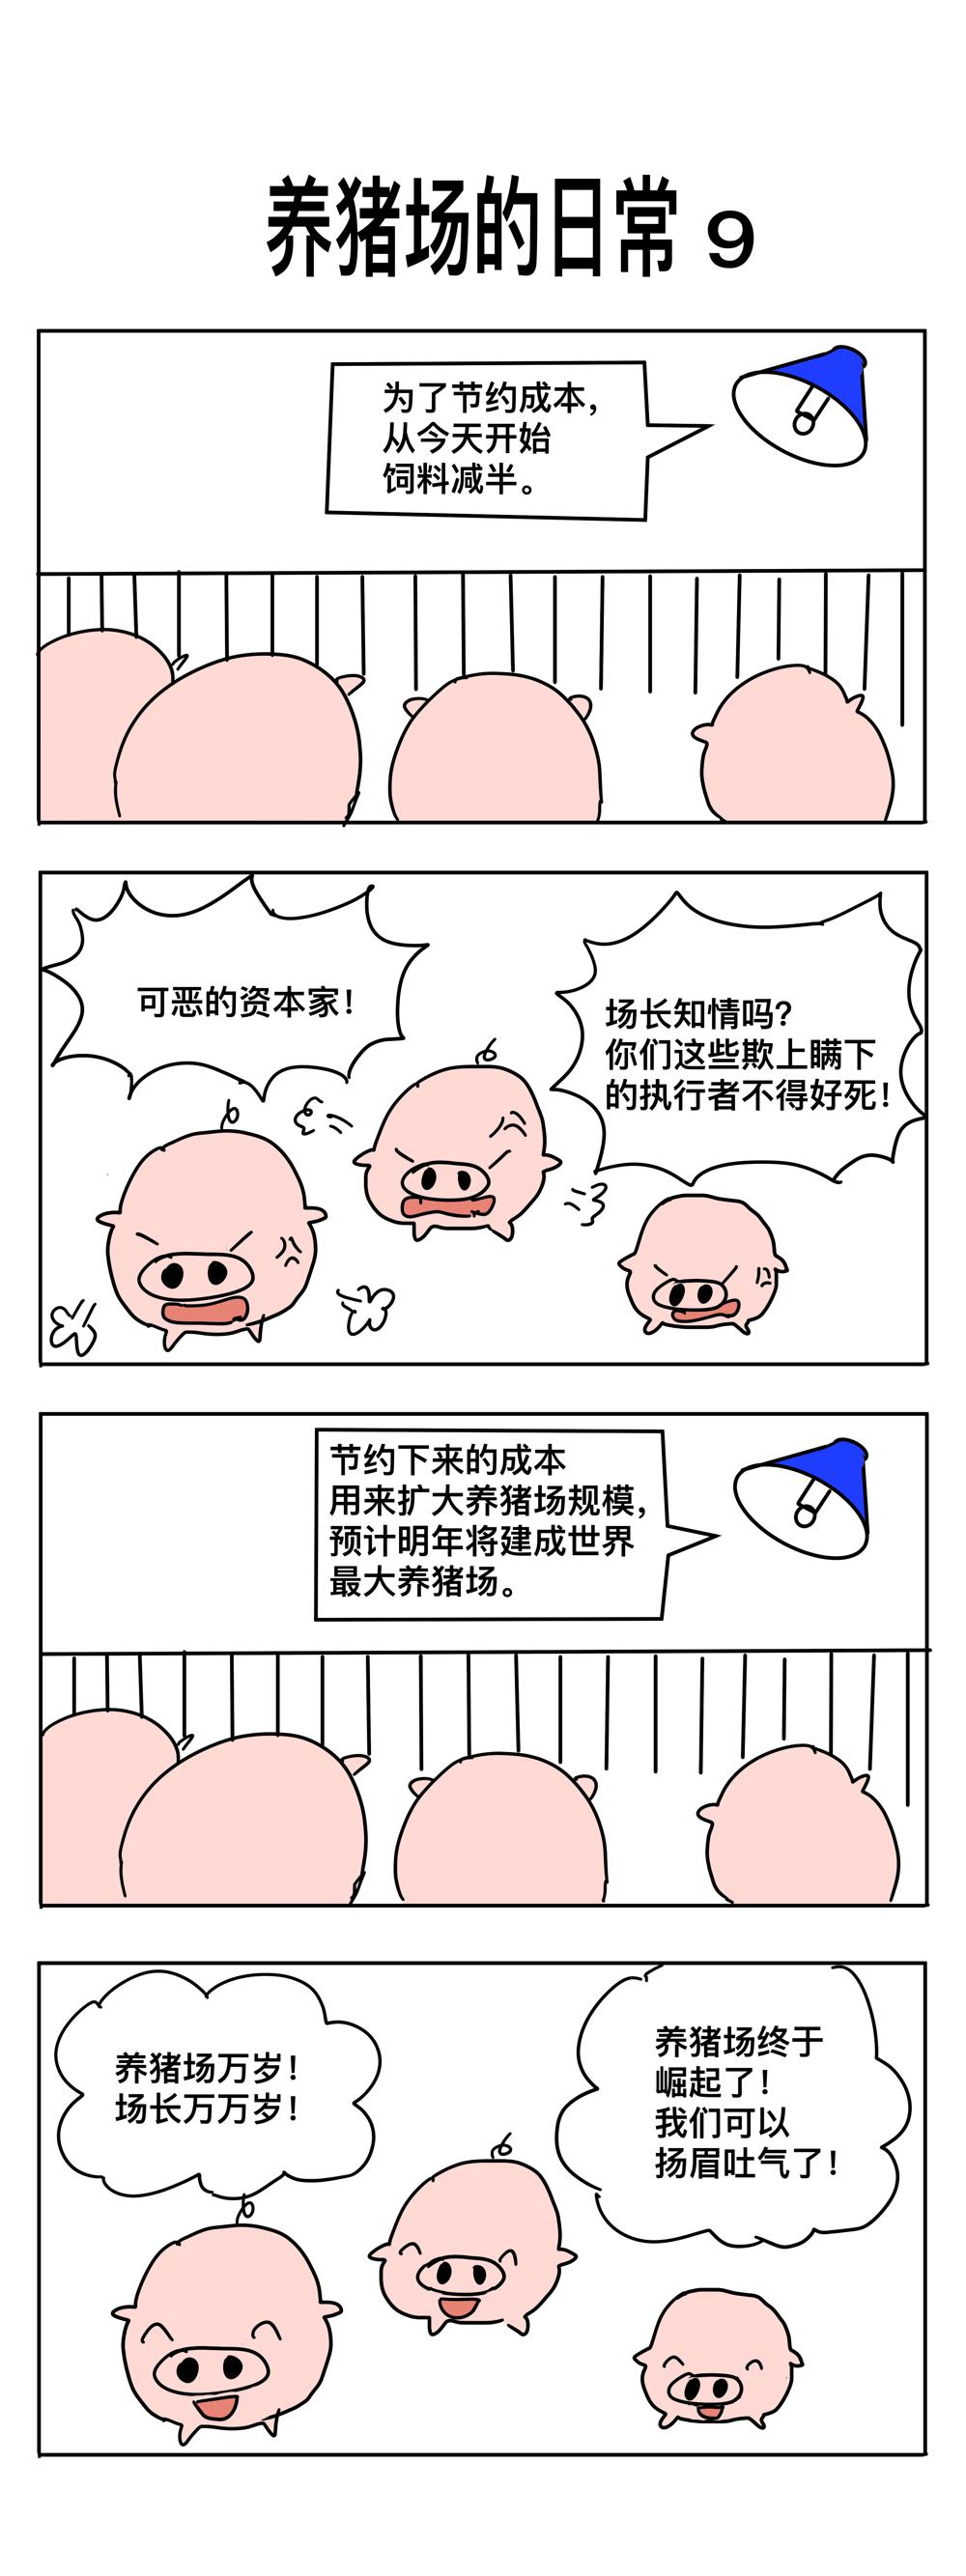 养猪场的日常 9
为了节约成本，
从今天开始
饲料减半。
可恶的资本家！
场长知情吗？
你们这些欺上瞒下
的执行者不得好死！
节约下来的成本
用来扩大养猪场规模，
预计明年将建成世界
最大养猪场。
养猪场万岁！
场长万万岁！
养猪场终于
崛起了！
我们可以
扬眉吐气了！